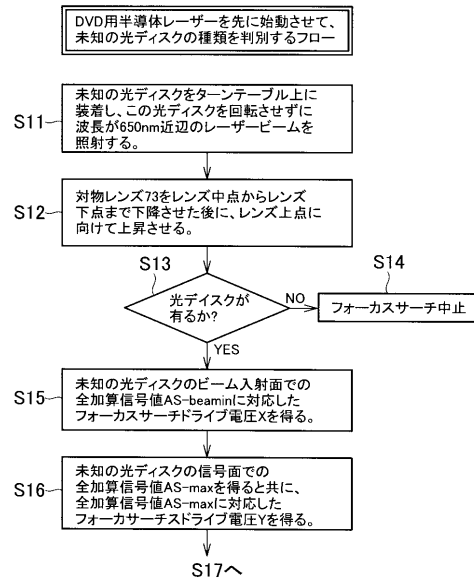 DVD用半導体レーザーを先に始動させて、
未知の光ディスクの種類を判別するフロー
S11
未知の光ディスクをターンテーブル上に
装着し、この光ディスクを回転させずに
波長が650nm近辺のレーザービームを
照射する。
S12
対物レンズ73をレンズ中点からレンズ
下点まで下降させた後に、レンズ上点に
向けて上昇させる。
S13
光ディスクが
有るか?
NO
S14
フォーカスサーチ中止
YES
S15
未知の光ディスクのビーム入射面での
全加算信号値AS-beaminに対応した
フォーカスサーチドライブ電圧Xを得る。
S16
未知の光ディスクの信号面での
全加算信号値AS-maxを得ると共に、
全加算信号値AS-maxに対応した
フォーカサーチスドライブ電圧Yを得る。
S17へ